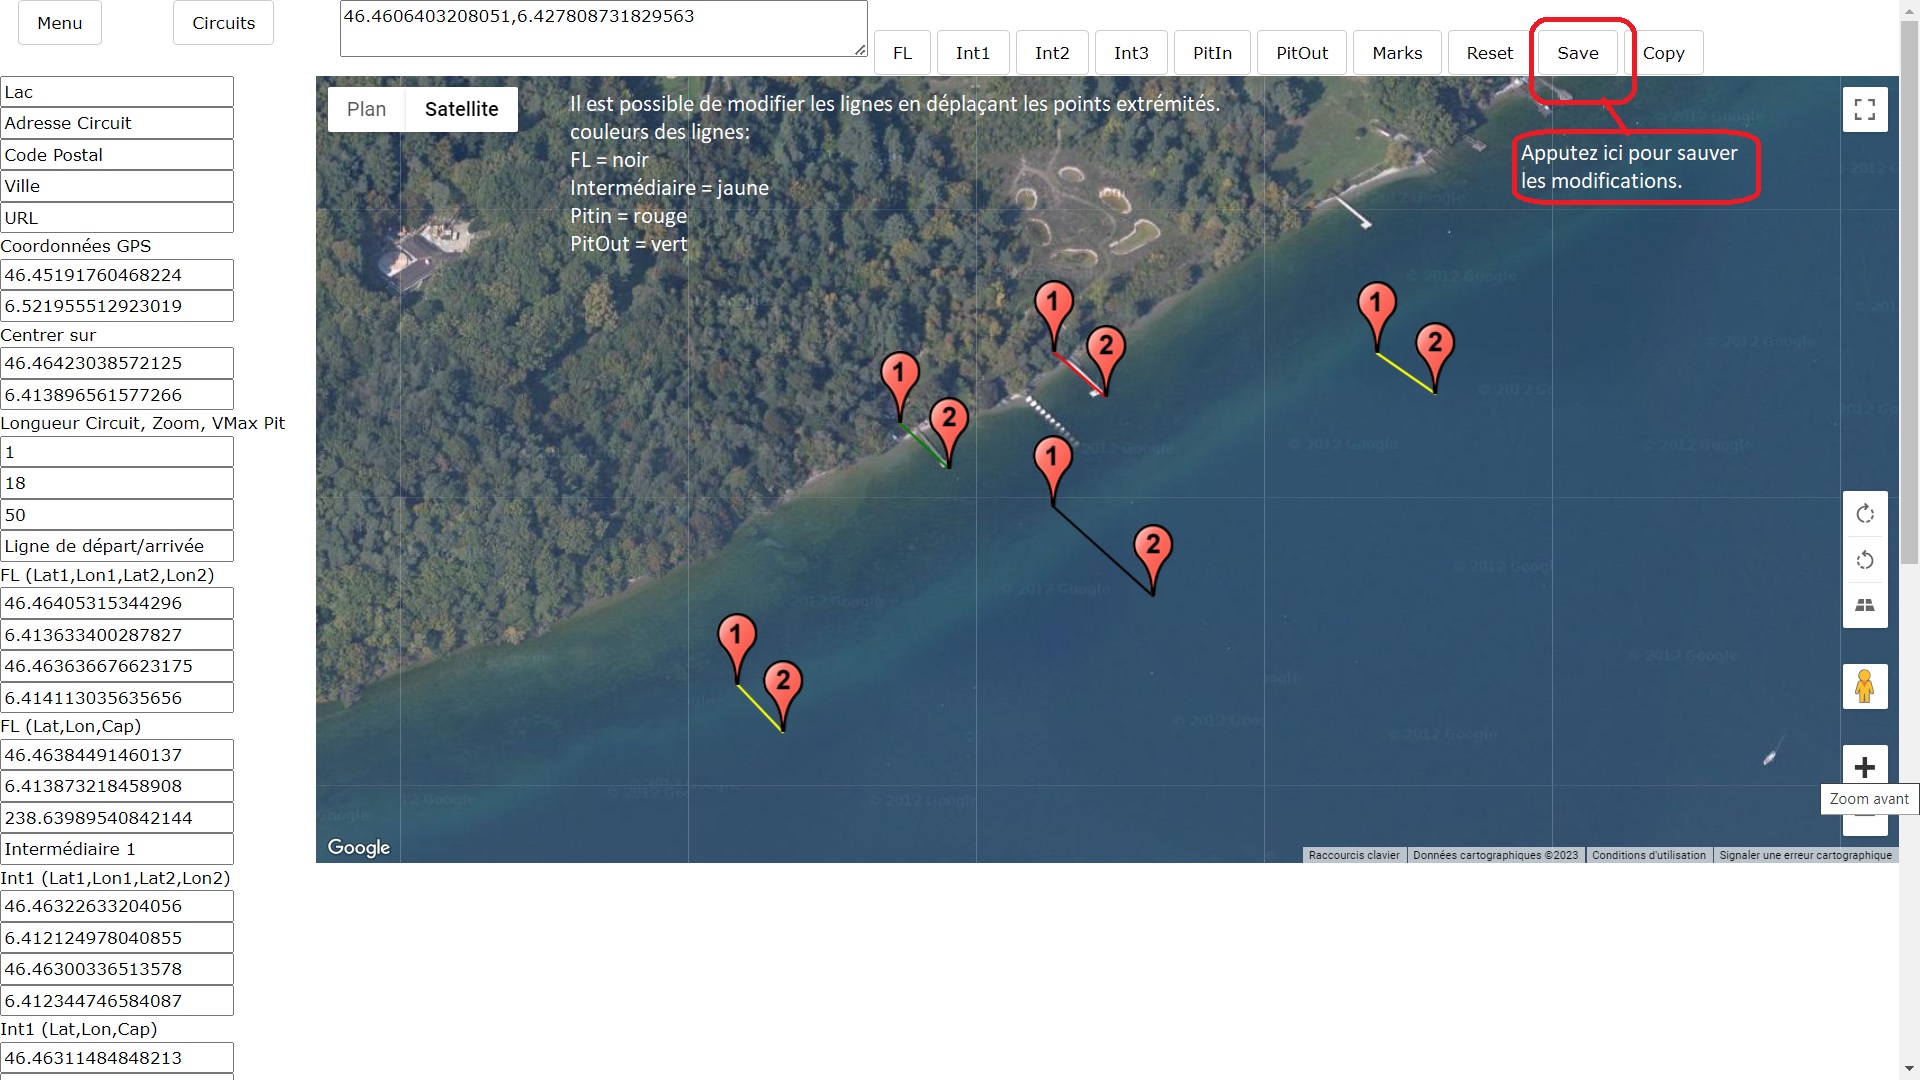 Menu
Circuits
46.4606403208051,6.427808731829563
FL
Int1
Int2
Int3
PitIn
PitOut
Marks
Reset
Save
Copy
Lac
Adresse Circuit
Code Postal
Ville
URL
Coordonnées GPS
46.45191760468224
6.521955512923019
Centrer sur
46.46423038572125
6.413896561577266
Longueur Circuit, Zoom, VMax Pit
1
18
50
Ligne de départ/arrivée
FL (Lat1,Lon1,Lat2,Lon2)
46.46405315344296
6.413633400287827
46.463636676623175
6.414113035635656
FL (Lat,Lon,Cap)
46.46384491460137
6.413873218458908
238.63989540842144
Intermédiaire 1
Int1 (Lat1,Lon1,Lat2,Lon2)
46.46322633204056
6.412124978040855
46.46300336513578
6.412344746584087
Int1 (Lat,Lon,Cap)
46.46311484848213
Plan
Satellite
Il est possible de modifier les lignes en déplaçant les points extrémités.
couleurs des lignes:
FL = noir
Intermédiaire = jaune
Pitin = rouge
PitOut = vert
Apputez ici pour sauver
les modifications.
1
2
1
2
1
2
1
2
1
2
Zoom avant
Google
Raccourcis clavier
Données cartographiques ©2023
Conditions d'utilisation
Signaler une erreur cartographique